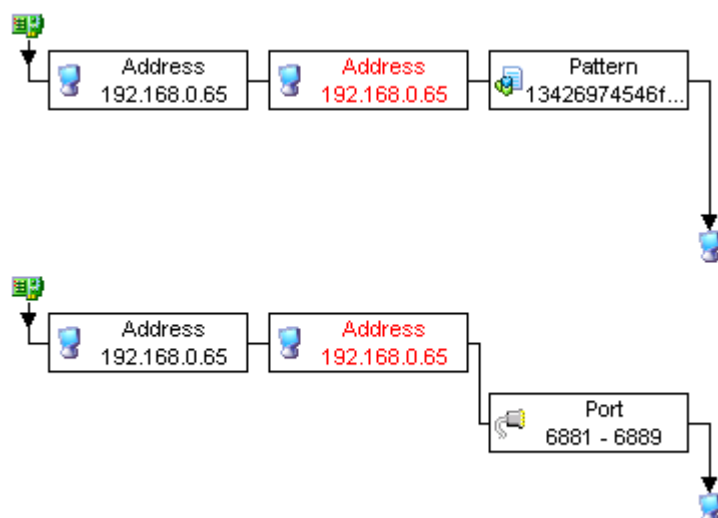 Address
192.168.0.65
Address
192.168.0.65
Pattern
13426974546f...
Address
192.168.0.65
Address
192.168.0.65
Port
6881 - 6889